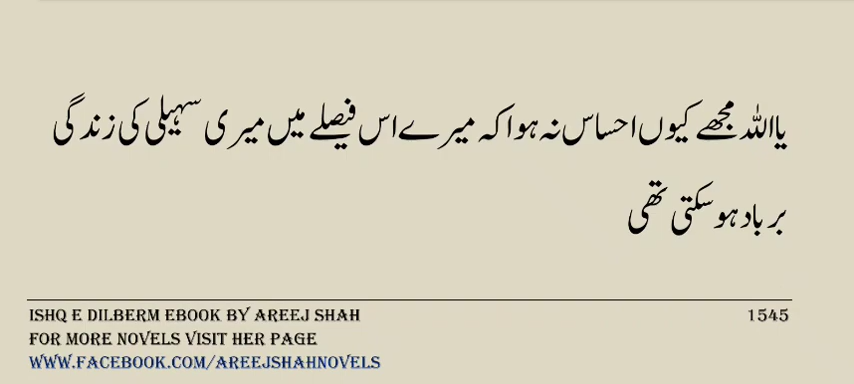 یااللہ مجھے کیوں احساس نہ ہوا کہ میرے اس فیصلے میں میری سہیلی کی زندگی
برباد ہو سکتی تھی
ISHQ E DILBERM EBOOK BY AREEJ SHAH 1545
FOR MORE NOVELS VISIT HER PAGE
WWW.FACEBOOK.COM/AREEJSHAHNOVELS